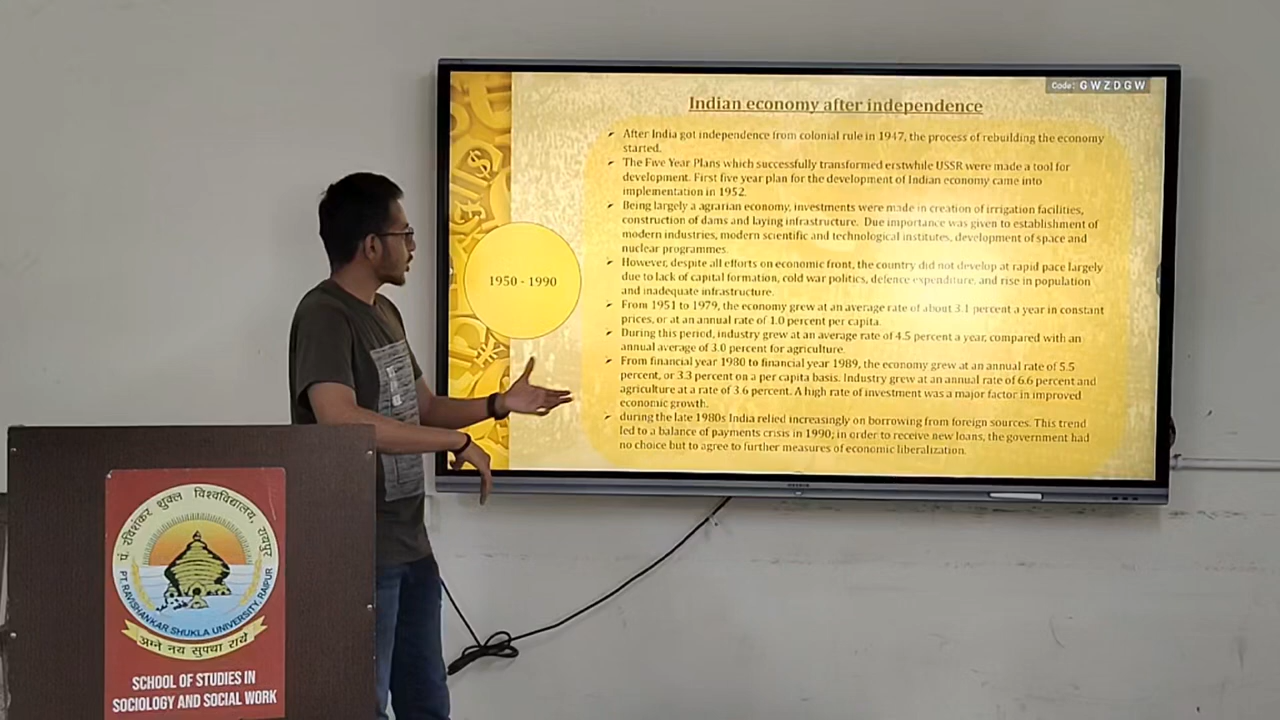 Code: GWZDGW
Indian economy after independence
➢ After India got independence from colonial rule in 1947, the process of rebuilding the economy
started.
➢ The Five Year Plans which successfully transformed erstwhile USSR were made a tool for
development. First five year plan for the development of Indian economy came into
implementation in 1952.
➢ Being largely a agrarian economy, investments were made in creation of irrigation facilities,
construction of dams and laying infrastructure. Due importance was given to establishment of
modern industries, modern scientific and technological institutes, development of space and
nuclear programmes.
➢ However, despite all efforts on economic front, the country did not develop at rapid pace largely
due to lack of capital formation, cold war politics, defence expenditure, and rise in population
and inadequate infrastructure.
➢ From 1951 to 1979, the economy grew at an average rate of about 3.1 percent a year in constant
prices, or at an annual rate of 1.0 percent per capita.
➢ During this period, industry grew at an average rate of 4.5 percent a year, compared with an
annual average of 3.0 percent for agriculture.
➢ From financial year 1980 to financial year 1989, the economy grew at an annual rate of 5.5
percent, or 3.3 percent on a per capita basis. Industry grew at an annual rate of 6.6 percent and
agriculture at a rate of 3.6 percent. A high rate of investment was a major factor in improved
economic growth.
➢ during the late 1980s India relied increasingly on borrowing from foreign sources. This trend
led to a balance of payments crisis in 1990; in order to receive new loans, the government had
no choice but to agree to further measures of economic liberalization.
1950 - 1990
पं. रविशंकर शुक्ल विश्वविद्यालय, रायपुर
PT. RAVISHANKAR SHUKLA UNIVERSITY, RAIPUR
अग्ने नय सुपथा राये
SCHOOL OF STUDIES IN
SOCIOLOGY AND SOCIAL WORK